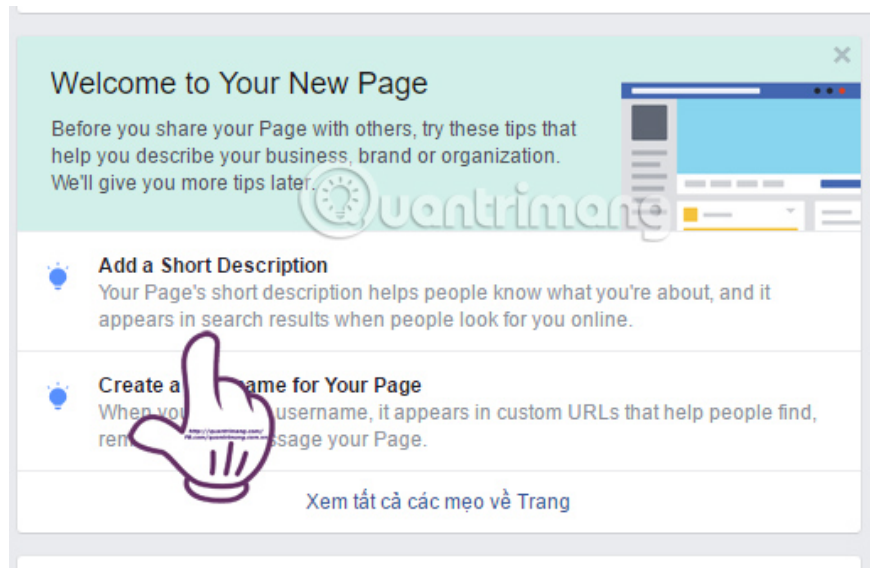 Welcome to Your New Page
Before you share your Page with others, try these tips that
help you describe your business, brand or organization.
We'll give you more tips later.
Quantrimang
Add a Short Description
Your Page's short description helps people know what you're about, and it
appears in search results when people look for you online.
Create a name for Your Page
When you username, it appears in custom URLs that help people find,
http://quantrimang.com/
ssage your Page.
Xem tất cả các mẹo về Trang